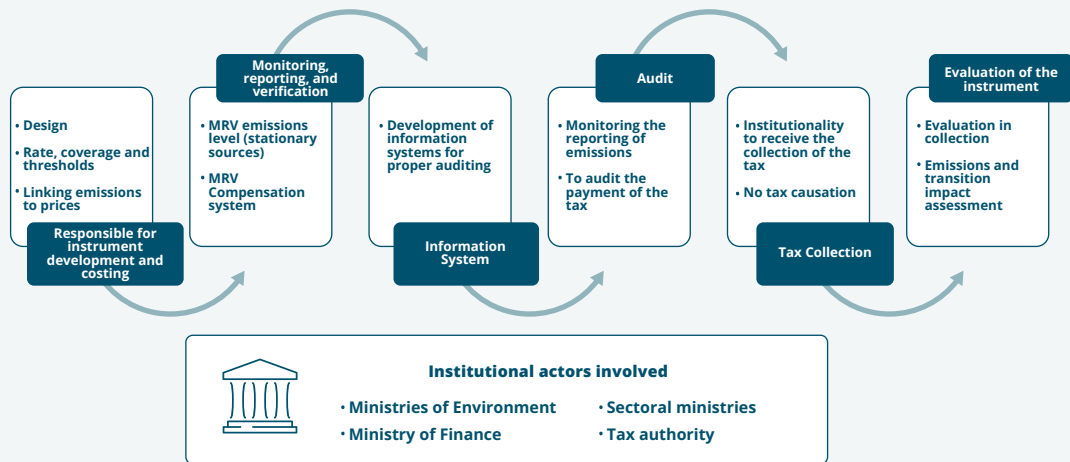 • Design
• Rate, coverage and
thresholds
• Linking emissions
to prices
Responsible for
instrument
development and
costing
Monitoring,
reporting, and
verification
• MRV emissions
level (stationary
sources)
• MRV
Compensation
system
• Development of
information
systems for
proper auditing
Information
System
Audit
• Monitoring the
reporting of
emissions
• To audit the
payment of the
tax
• Institutionality
to receive the
collection of the
tax
• No tax causation
Tax Collection
Evaluation of the
instrument
• Evaluation in
collection
• Emissions and
transition
impact
assessment
Institutional actors involved
• Ministries of Environment
• Ministry of Finance
• Sectoral ministries
• Tax authority